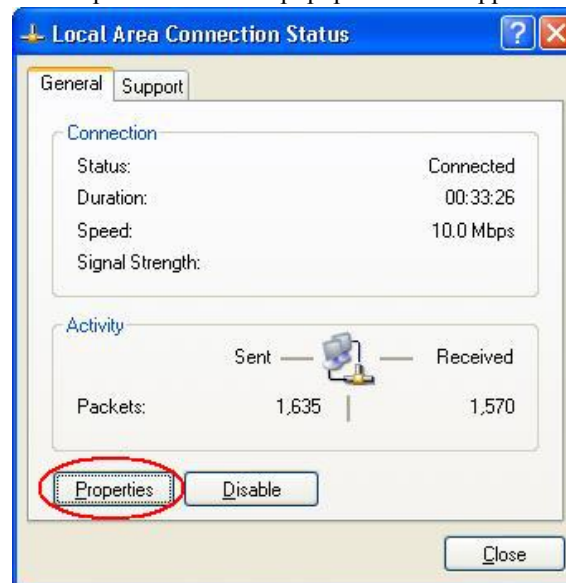 Local Area Connection Status
General Support
Connection
Status: Connected
Duration: 00:33:26
Speed: 10.0 Mbps
Signal Strength:
Activity
Sent Received
Packets: 1,635 1,570
Properties Disable
Close